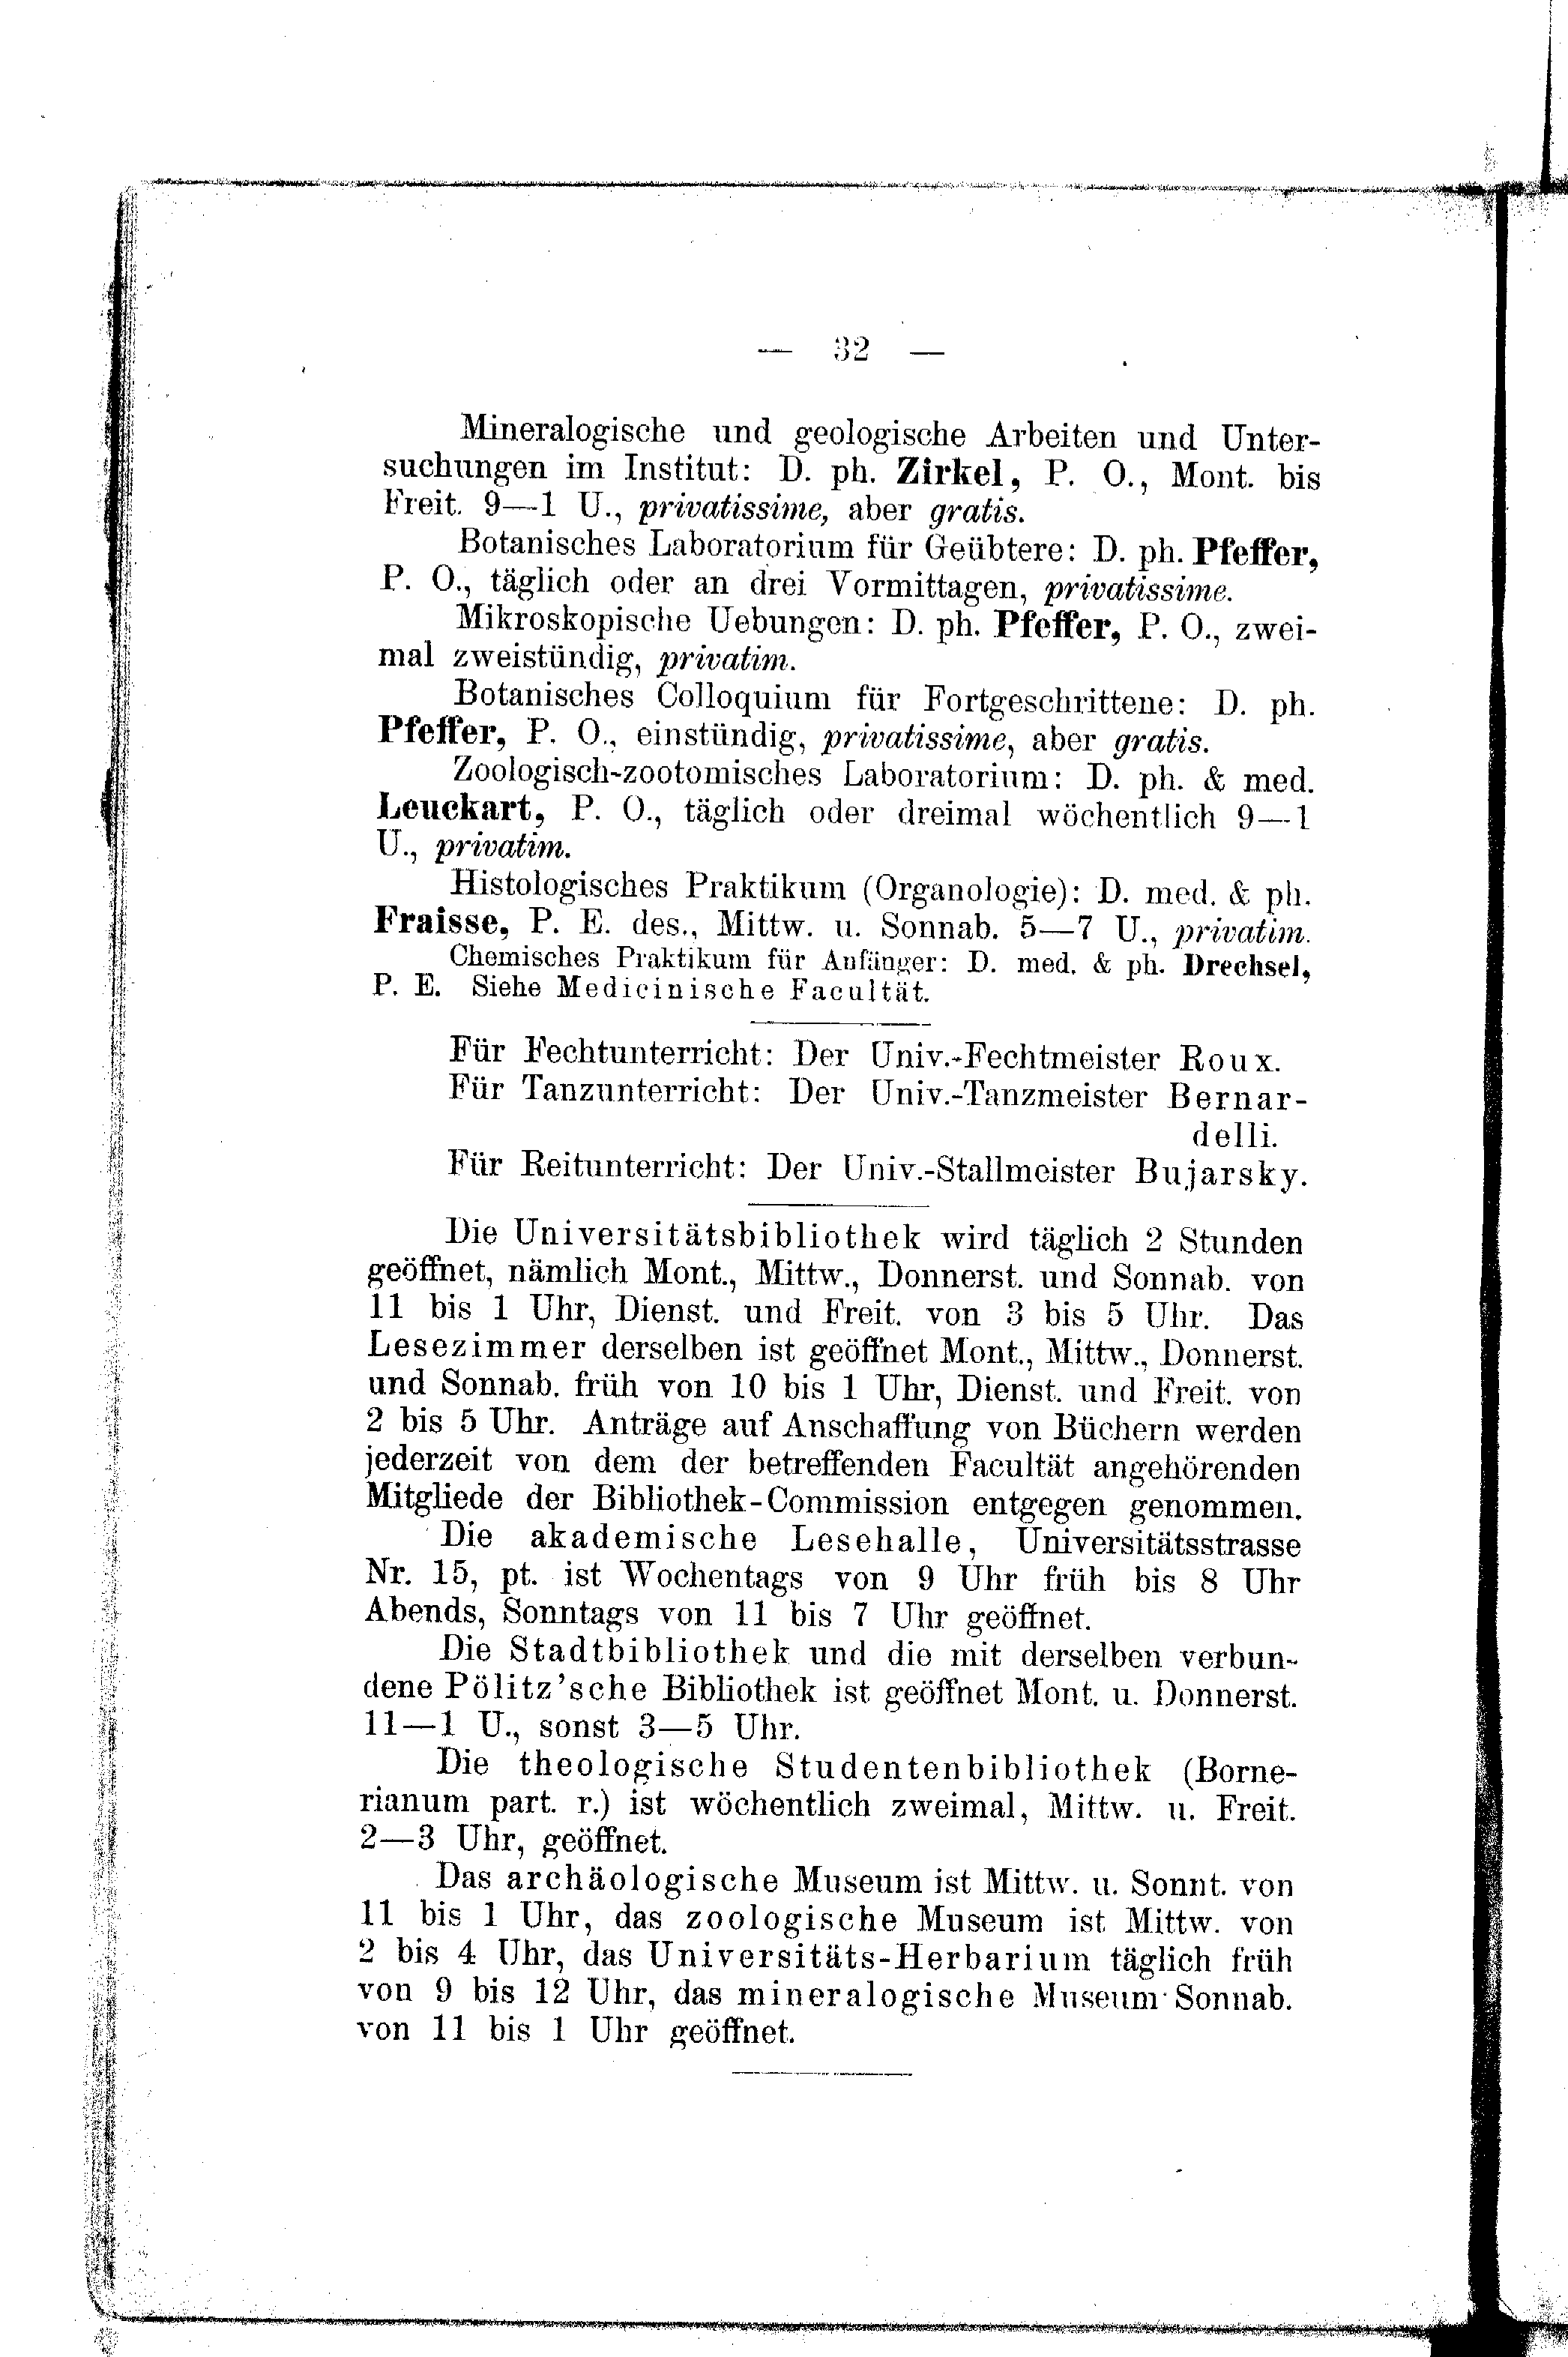 — 32 —
Mineralogische und geologische Arbeiten und Unter-
suchungen im Institut: D. ph. Zirkel, P. O., Mont. bis
Freit. 9—1 U., privatissime, aber gratis.
Botanisches Laboratorium für Geübtere: D. ph. Pfeffer,
P. O., täglich oder an drei Vormittagen, privatissime.
Mikroskopische Uebungen: D. ph. Pfeffer, P. O., zwei-
mal zweistündig, privatim.
Botanisches Colloquium für Fortgeschrittene: D. ph.
Pfeffer, P. O., einstündig, privatissime, aber gratis.
Zoologisch-zootomisches Laboratorium: D. ph. & med.
Leuckart, P. O., täglich oder dreimal wöchentlich 9—1
U., privatim.
Histologisches Praktikum (Organologie): D. med. & ph.
Fraisse, P. E. des., Mittw. u. Sonnab. 5—7 U., privatim.
Chemisches Praktikum für Anfänger: D. med. & ph. Drechsel,
P. E. Siehe Medicinische Facultät.
Für Fechtunterricht: Der Univ.-Fechtmeister Roux.
Für Tanzunterricht: Der Univ.-Tanzmeister Bernar-
delli.
Für Reitunterricht: Der Univ.-Stallmeister Bujarsky.
Die Universitätsbibliothek wird täglich 2 Stunden
geöffnet, nämlich Mont., Mittw., Donnerst. und Sonnab. von
11 bis 1 Uhr, Dienst. und Freit. von 3 bis 5 Uhr. Das
Lesezimmer derselben ist geöffnet Mont., Mittw., Donnerst.
und Sonnab. früh von 10 bis 1 Uhr, Dienst. und Freit. von
2 bis 5 Uhr. Anträge auf Anschaffung von Büchern werden
jederzeit von dem der betreffenden Facultät angehörenden
Mitgliede der Bibliothek-Commission entgegen genommen.
Die akademische Lesehalle, Universitätsstrasse
Nr. 15, pt. ist Wochentags von 9 Uhr früh bis 8 Uhr
Abends, Sonntags von 11 bis 7 Uhr geöffnet.
Die Stadtbibliothek und die mit derselben verbun-
dene Pölitz'sche Bibliothek ist geöffnet Mont. u. Donnerst.
11—1 U., sonst 3—5 Uhr.
Die theologische Studentenbibliothek (Borne-
rianum part. r.) ist wöchentlich zweimal, Mittw. u. Freit.
2—3 Uhr, geöffnet.
Das archäologische Museum ist Mittw. u. Sonnt. von
11 bis 1 Uhr, das zoologische Museum ist Mittw. von
2 bis 4 Uhr, das Universitäts-Herbarium täglich früh
von 9 bis 12 Uhr, das mineralogische Museum Sonnab.
von 11 bis 1 Uhr geöffnet.